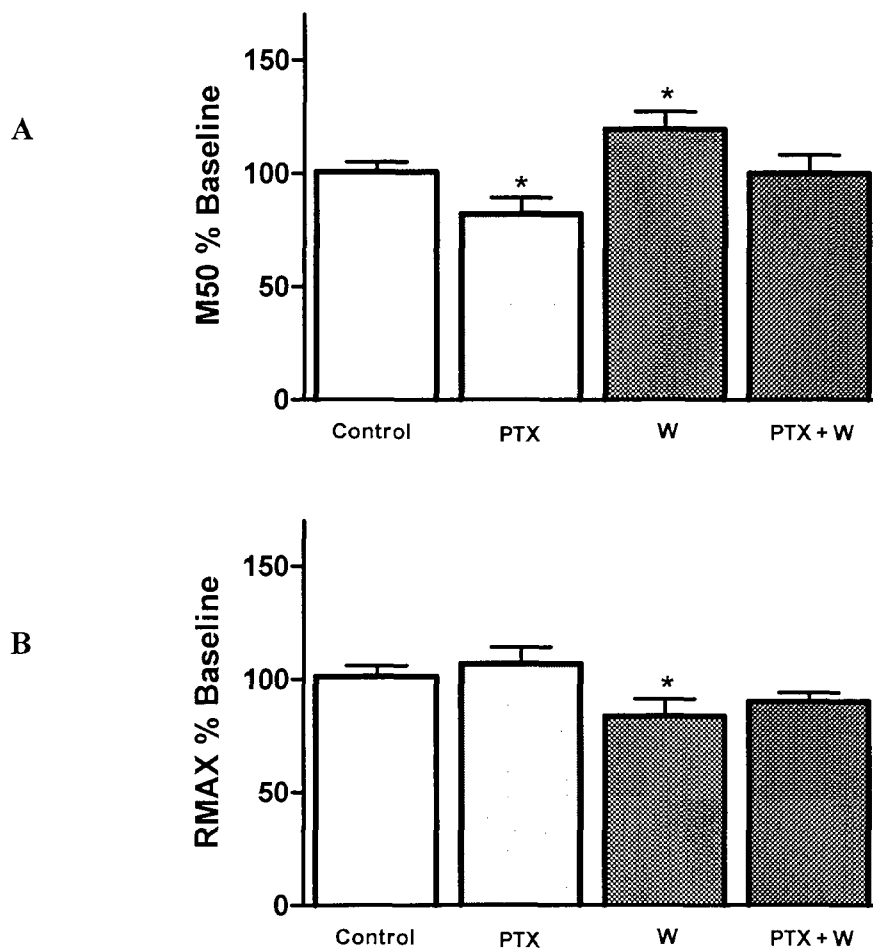 A
M50 % Baseline
150
100
50
0
*
*
Control
PTX
W
PTX + W
B
RMAX % Baseline
150
100
50
0
*
Control
PTX
W
PTX + W